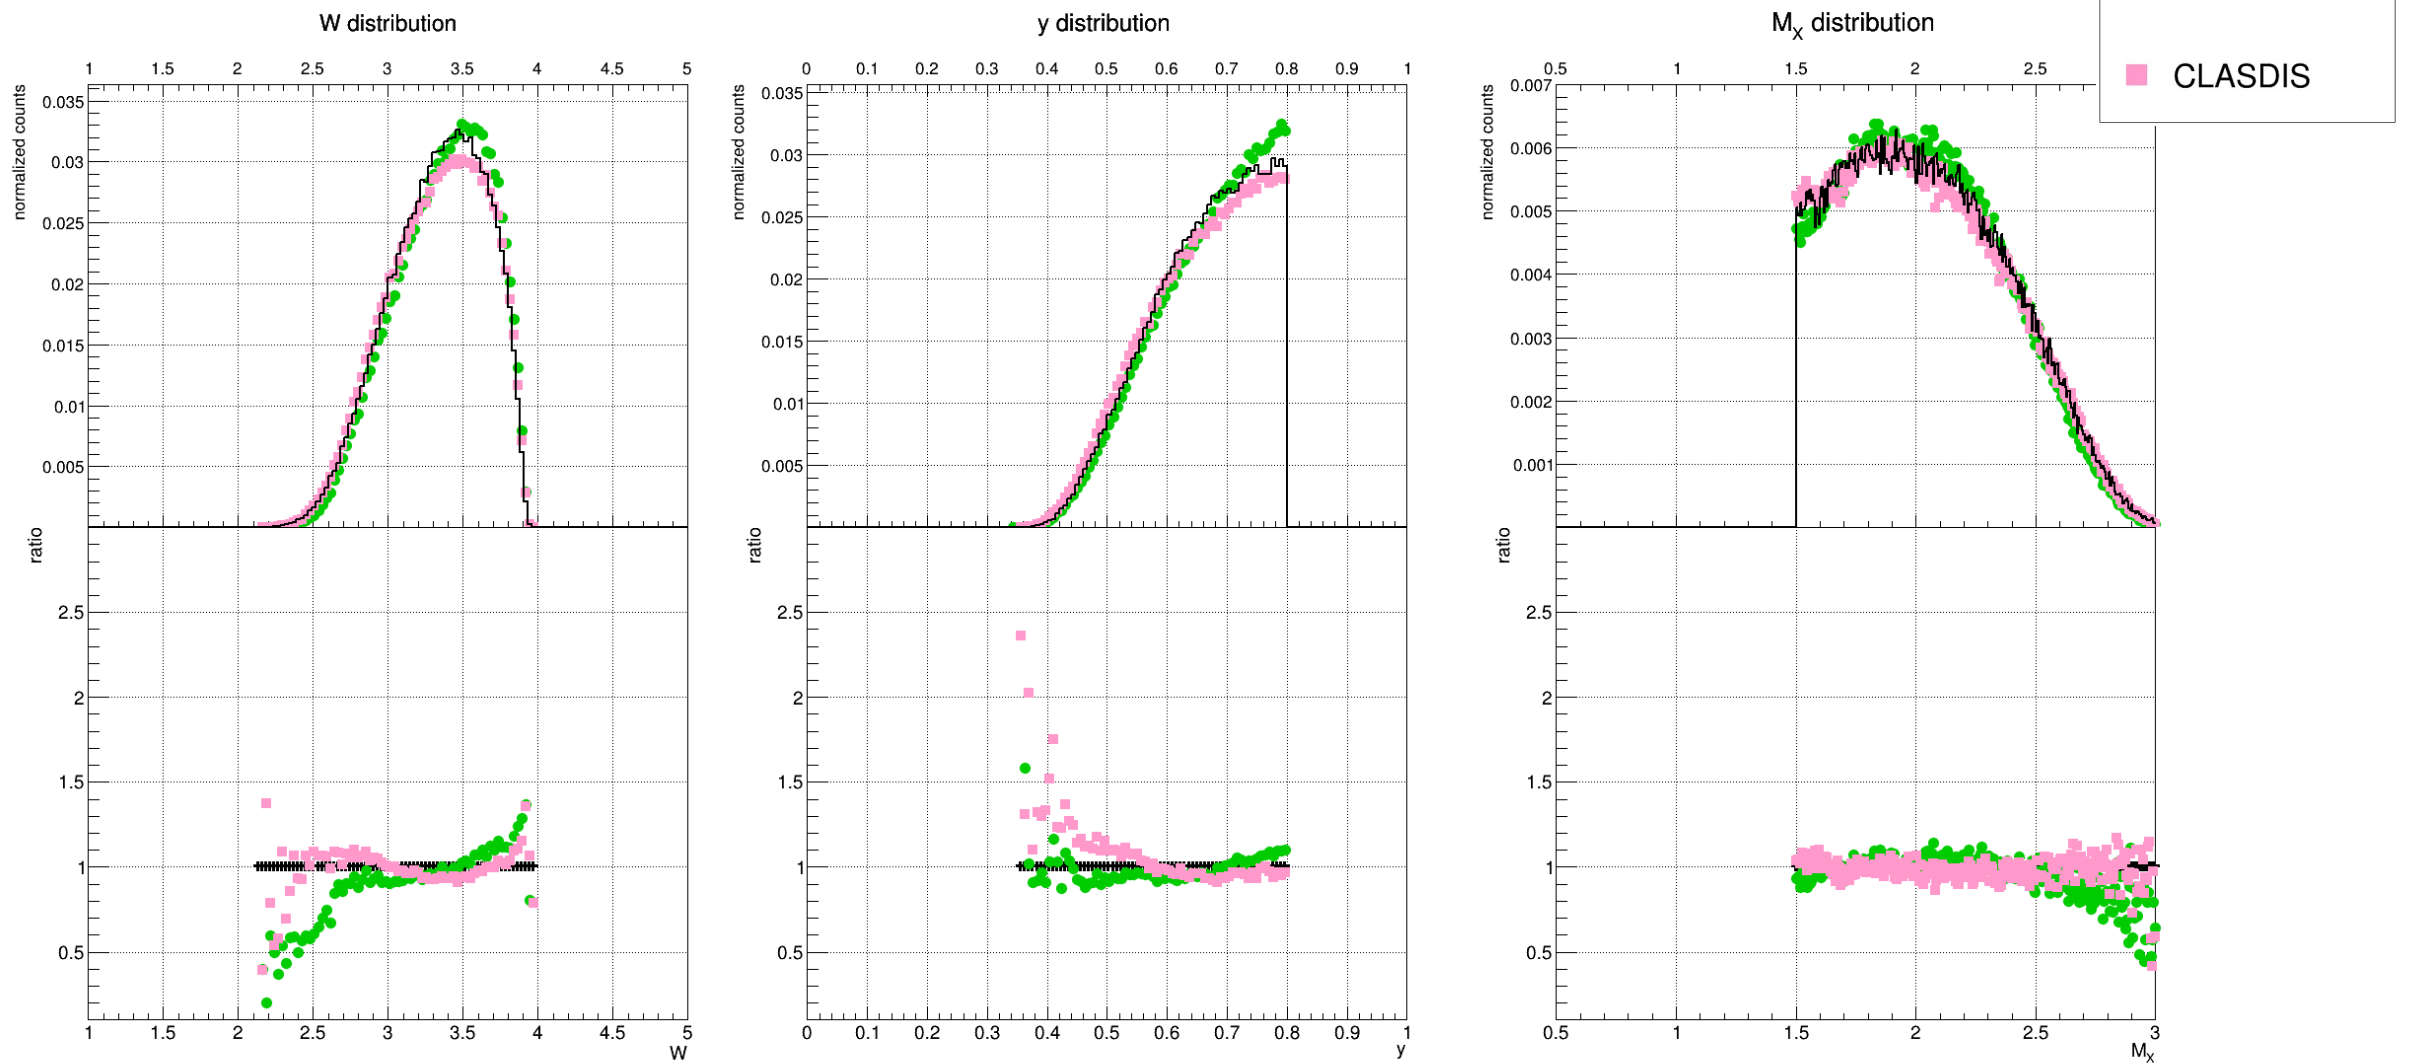 W distribution
y distribution
M_X distribution
CLASDIS
1 1.5 2 2.5 3 3.5 4 4.5 5
0 0.1 0.2 0.3 0.4 0.5 0.6 0.7 0.8 0.9 1
0.5 1 1.5 2 2.5
normalized counts
0.035
0.03
0.025
0.02
0.015
0.01
0.005
normalized counts
0.035
0.03
0.025
0.02
0.015
0.01
0.005
normalized counts
0.007
0.006
0.005
0.004
0.003
0.002
0.001
ratio
2.5
2
1.5
1
0.5
ratio
2.5
2
1.5
1
0.5
ratio
2.5
2
1.5
1
0.5
1 1.5 2 2.5 3 3.5 4 4.5 5
W
0 0.1 0.2 0.3 0.4 0.5 0.6 0.7 0.8 0.9 1
y
0.5 1 1.5 2 2.5 3
M_X